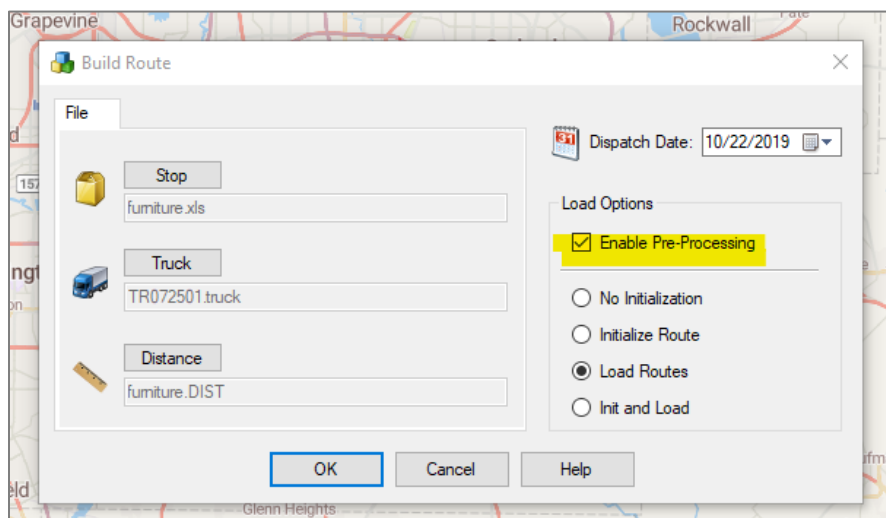 Grapevine
Rockwall
Build Route
File
Stop
furniture.xls
Truck
TR072501.truck
Distance
furniture.DIST
31
Dispatch Date: 10/22/2019
Load Options
Enable Pre-Processing
No Initialization
Initialize Route
Load Routes
Init and Load
OK
Cancel
Help
157
Glenn Heights